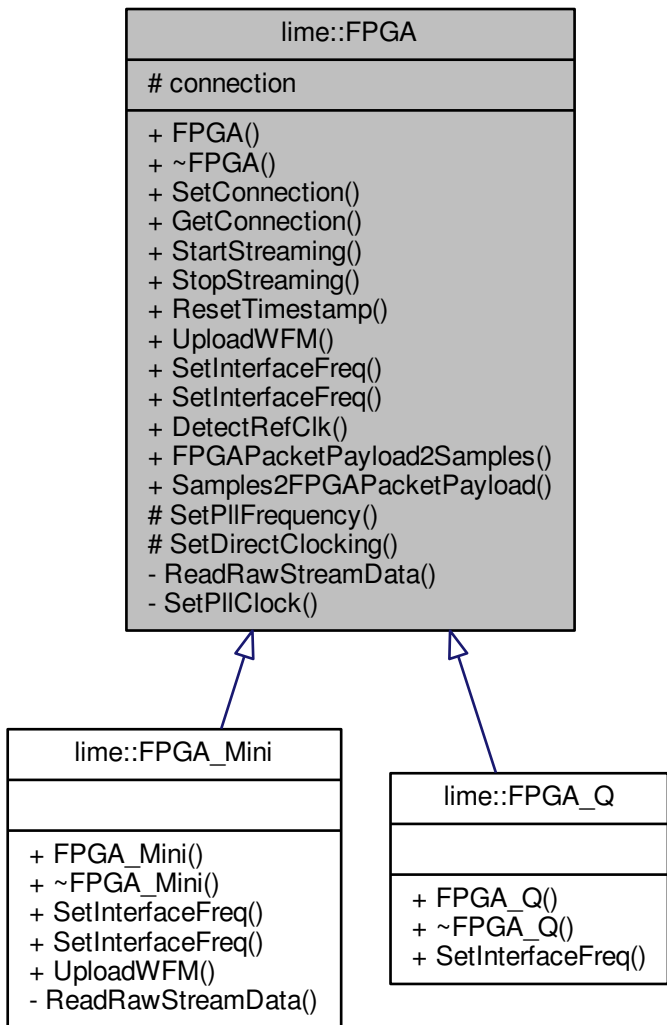 lime::FPGA
# connection
+ FPGA()
+ ~FPGA()
+ SetConnection()
+ GetConnection()
+ StartStreaming()
+ StopStreaming()
+ ResetTimestamp()
+ UploadWFM()
+ SetInterfaceFreq()
+ SetInterfaceFreq()
+ DetectRefClk()
+ FPGAPacketPayload2Samples()
+ Samples2FPGAPacketPayload()
# SetPllFrequency()
# SetDirectClocking()
- ReadRawStreamData()
- SetPllClock()
lime::FPGA_Mini
+ FPGA_Mini()
+ ~FPGA_Mini()
+ SetInterfaceFreq()
+ SetInterfaceFreq()
+ UploadWFM()
- ReadRawStreamData()
lime::FPGA_Q
+ FPGA_Q()
+ ~FPGA_Q()
+ SetInterfaceFreq()